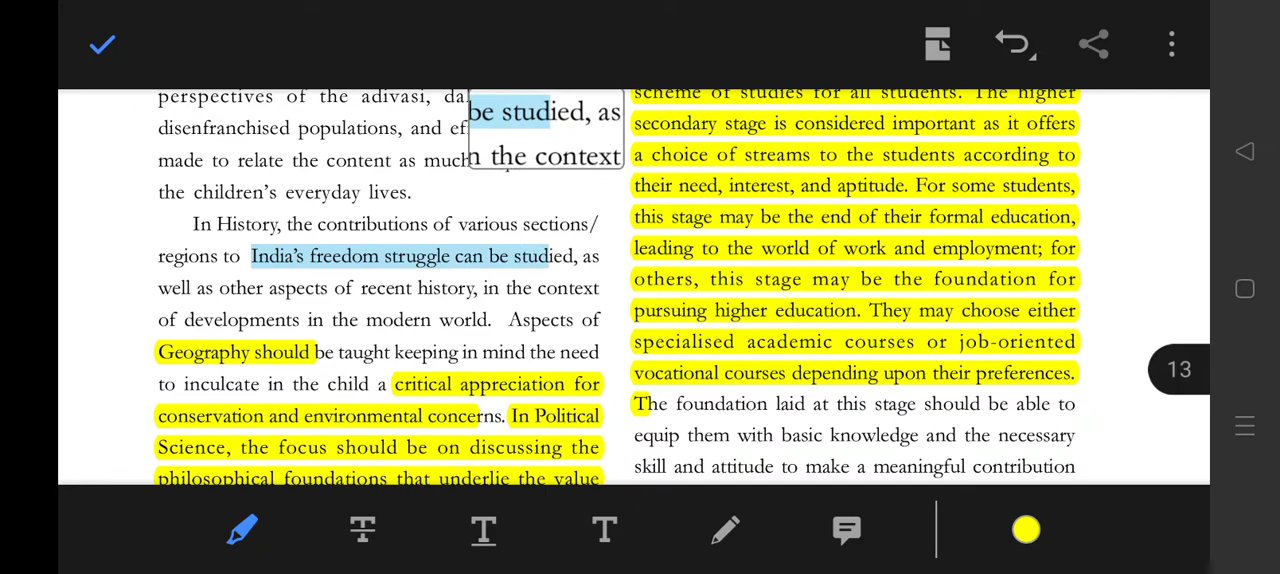 perspectives of the adivasi, da
disenfranchised populations, and ef
made to relate the content as much
the children's everyday lives.
In History, the contributions of various sections/
regions to India's freedom struggle can be studied, as
well as other aspects of recent history, in the context
of developments in the modern world. Aspects of
Geography should be taught keeping in mind the need
to inculcate in the child a critical appreciation for
conservation and environmental concerns. In Political
Science, the focus should be on discussing the
philosophical foundations that underlie the value
be studied, as
n the context
scheme of studies for all students. The higher
secondary stage is considered important as it offers
a choice of streams to the students according to
their need, interest, and aptitude. For some students,
this stage may be the end of their formal education,
leading to the world of work and employment; for
others, this stage may be the foundation for
pursuing higher education. They may choose either
specialised academic courses or job-oriented
vocational courses depending upon their preferences.
The foundation laid at this stage should be able to
equip them with basic knowledge and the necessary
skill and attitude to make a meaningful contribution
13
T
T
T